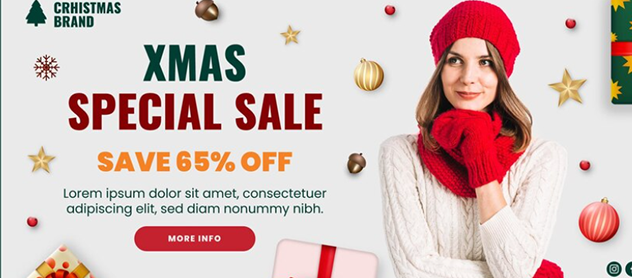 CRHISTMAS
BRAND
XMAS
SPECIAL SALE
SAVE 65% OFF
Lorem ipsum dolor sit amet, consectetuer
adipiscing elit, sed diam nonummy nibh.
MORE INFO